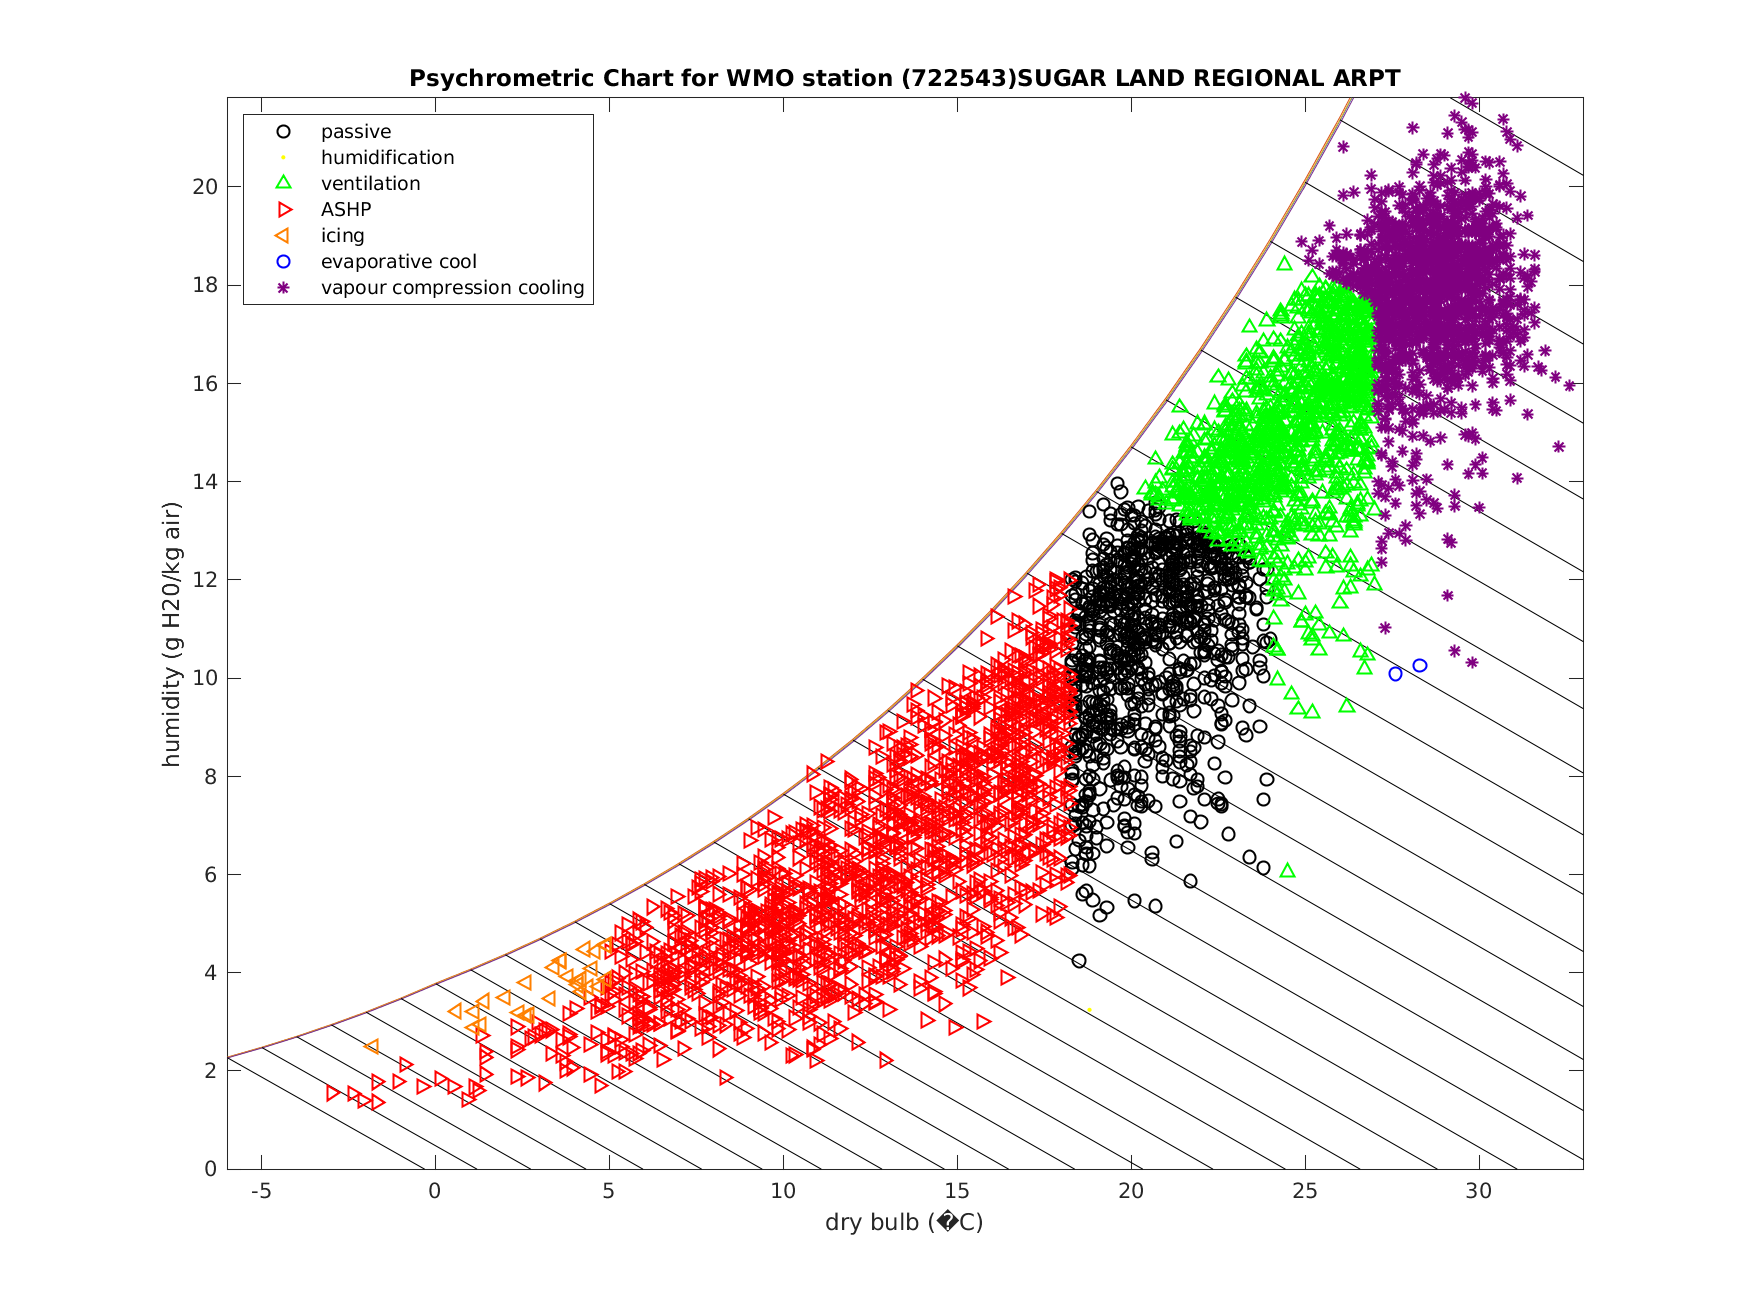 Psychrometric Chart for WMO station (722543)SUGAR LAND REGIONAL ARPT
passive
humidification
ventilation
ASHP
icing
evaporative cool
vapour compression cooling
humidity (g H20/kg air)
20
18
16
14
12
10
8
6
4
2
0
-5 0 5 10 15 20 25 30
dry bulb (�C)